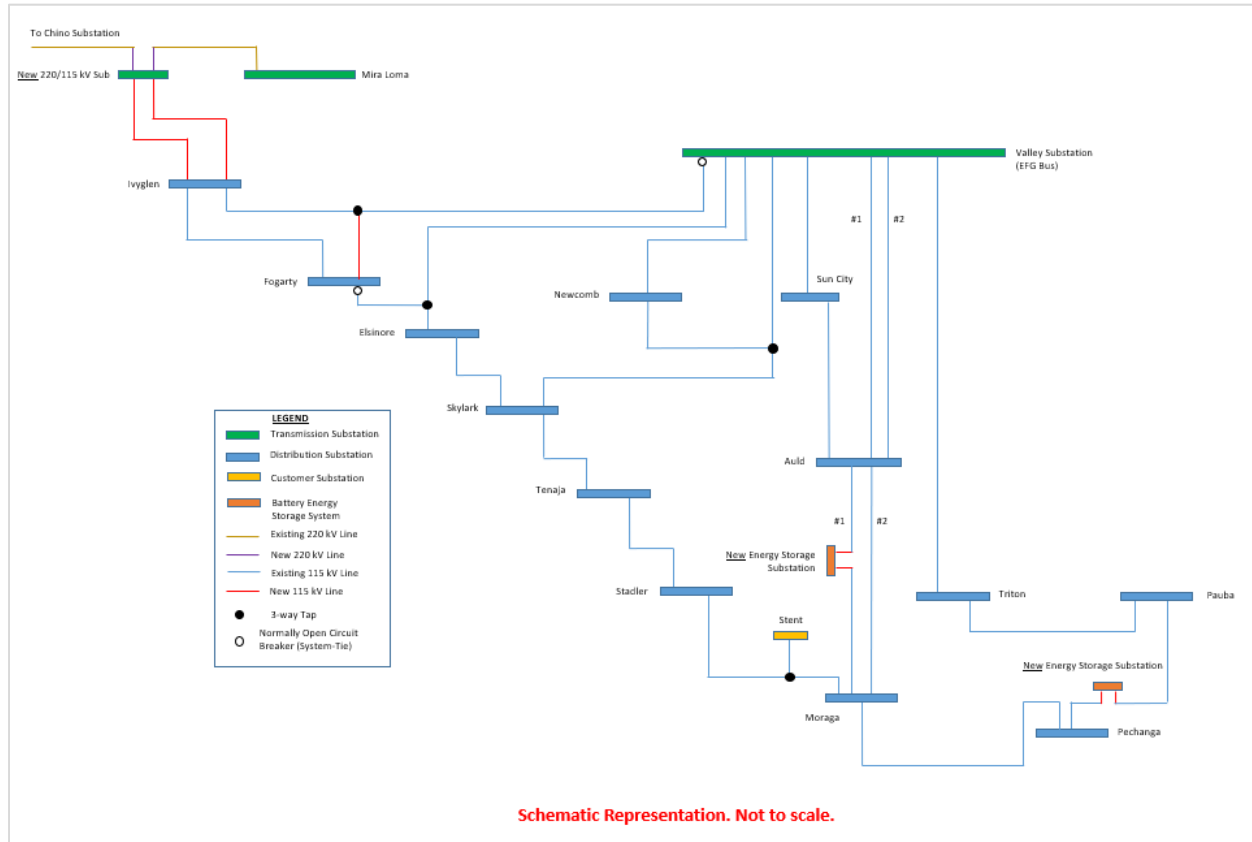 To Chino Substation
New 220/115 kV Sub
Mira Loma
Valley Substation
(EFG Bus)
Ivyglen
#1
#2
Fogarty
Newcomb
Sun City
Elsinore
Skylark
LEGEND
Transmission Substation
Distribution Substation
Customer Substation
Battery Energy
Storage System
Existing 220 kV Line
New 220 kV Line
Existing 115 kV Line
New 115 kV Line
3-way Tap
Normally Open Circuit
Breaker (System-Tie)
Auld
Tenaja
#1
#2
New Energy Storage
Substation
Stadler
Triton
Pauba
Stent
New Energy Storage Substation
Moraga
Pechanga
Schematic Representation. Not to scale.